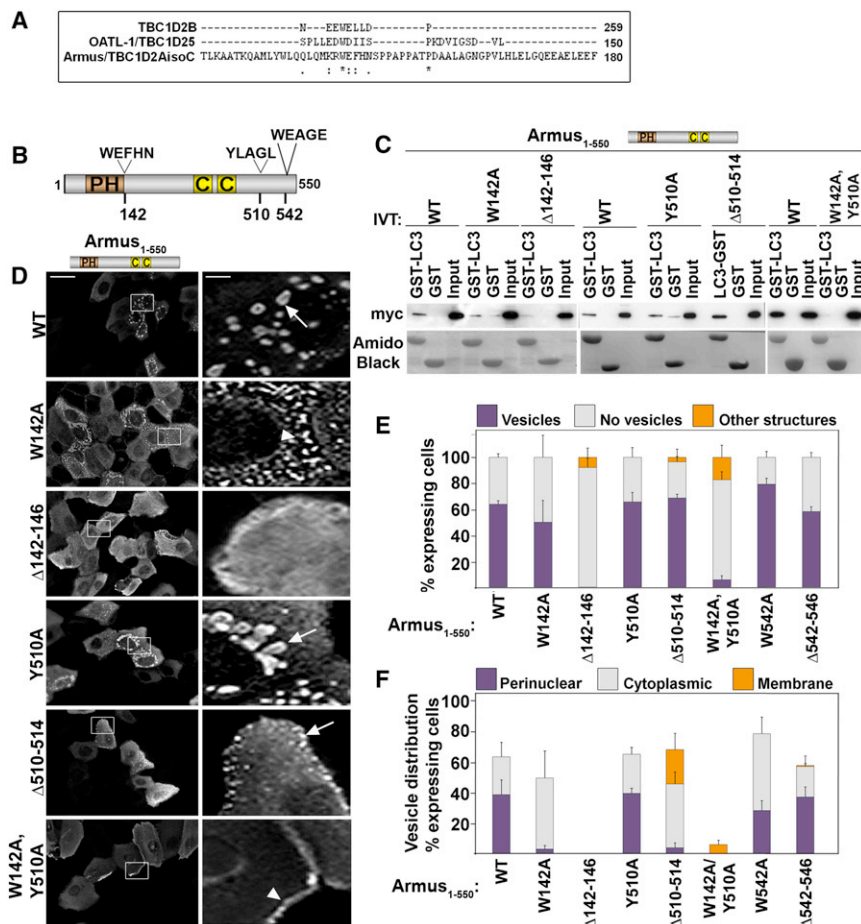 A
TBC1D2B ------------------------N--EEWELLD-------P-------------------- 259
OATL-1/TBC1D25 ------------------------SPLLEDWDIIS-------PKDVIGSD--VL-------- 150
Armus/TBC1D2AisoC TLKAATKQAMLYWLQQLQMKRWEFHNSPPAPPATPDAALAGNGPVLHLELGQEEAELEEF 180
. : *:: . *
B
WEFHN YLAGL WEAGE
1 PH C C 550
142 510 542
C
Armus1-550
PH C C
IVT: WT W142A Δ142-146 WT Y510A Δ510-514 WT W142A, Y510A
GST-LC3 GST Input GST-LC3 GST Input GST-LC3 GST Input GST-LC3 GST Input GST-LC3 GST Input LC3-GST GST Input GST-LC3 GST Input GST-LC3 GST Input
myc
Amido
Black
D
Armus1-550
PH C C
WT
W142A
Δ142-146
Y510A
Δ510-514
W142A,
Y510A
E
Vesicles No vesicles Other structures
% expressing cells
100
80
60
40
20
Armus1-550: WT W142A Δ142-146 Y510A Δ510-514 W142A, Y510A W542A Δ542-546
F
Perinuclear Cytoplasmic Membrane
Vesicle distribution
% expressing cells
100
80
60
40
20
Armus1-550: WT W142A Δ142-146 Y510A Δ510-514 W142A/ Y510A W542A Δ542-546